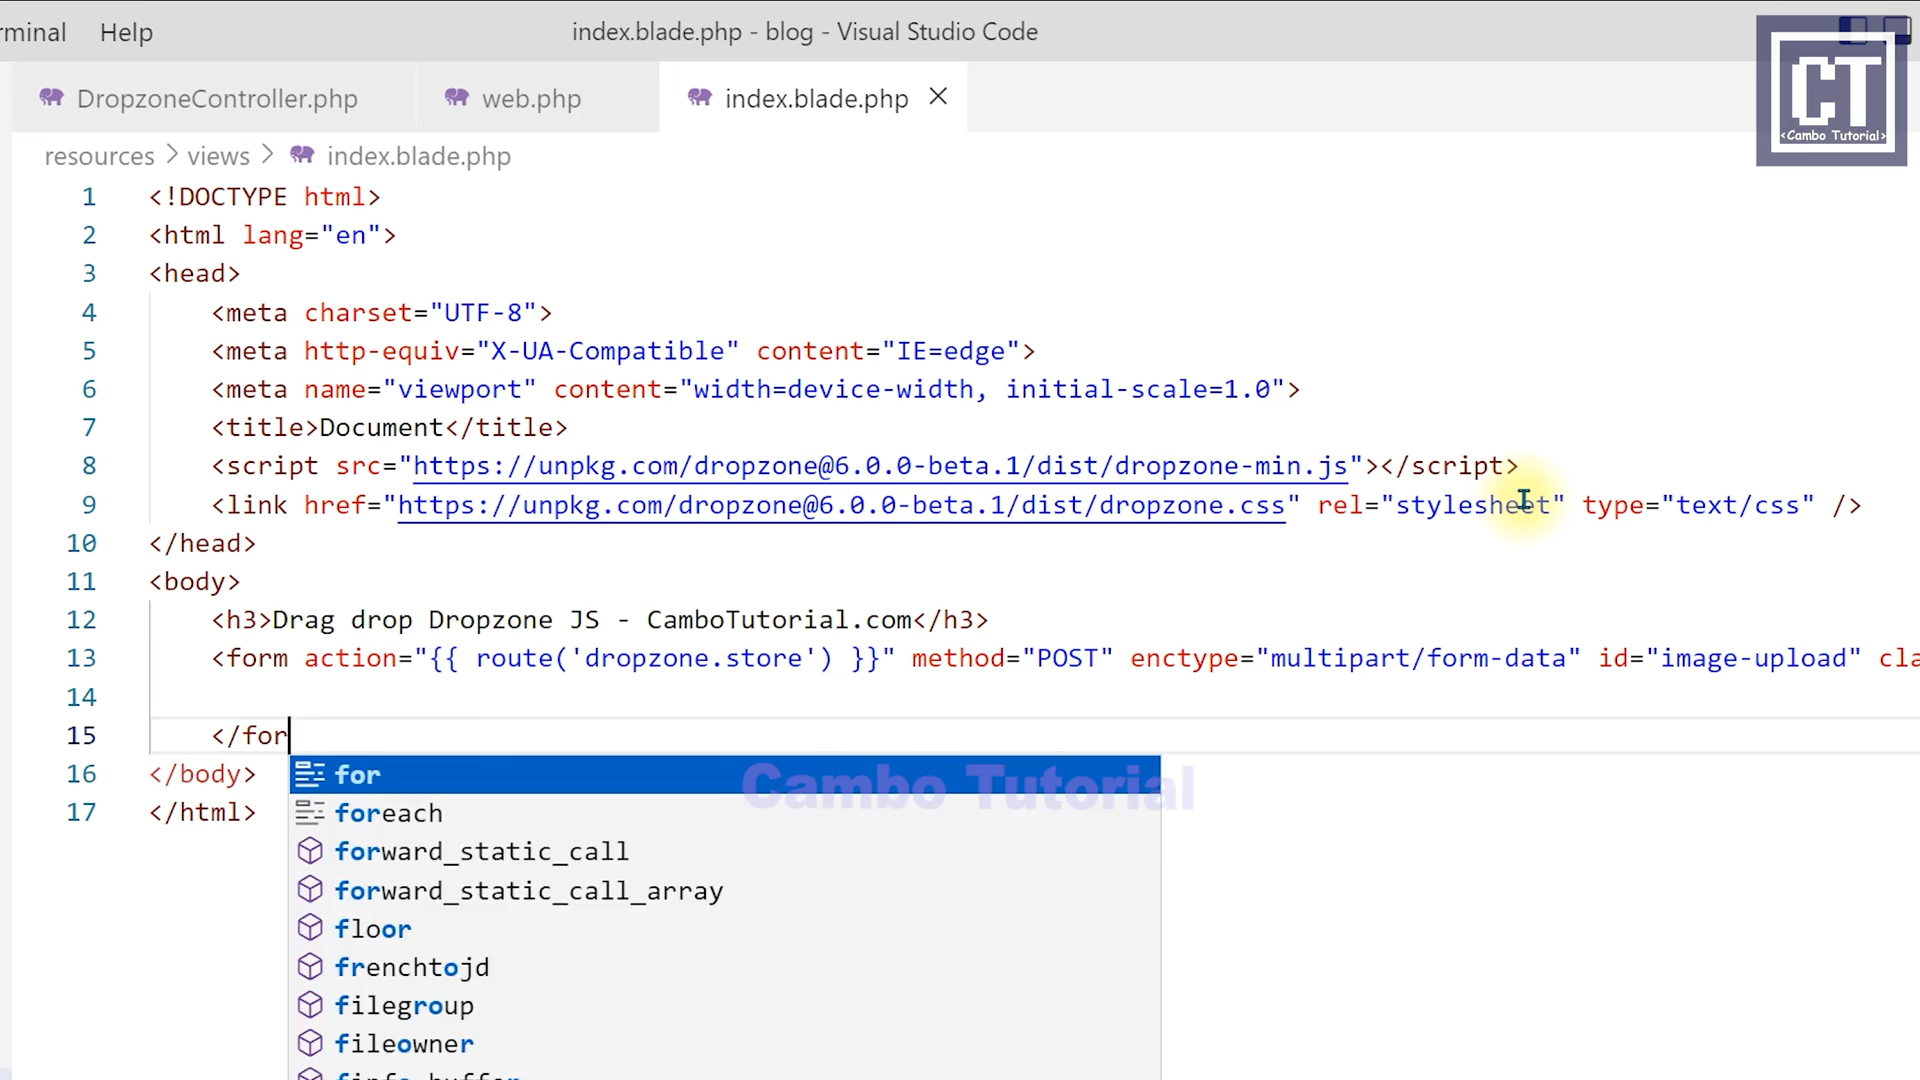 rminal Help index.blade.php - blog - Visual Studio Code
CT
<Cambo Tutorial>
DropzoneController.php web.php index.blade.php
resources > views > index.blade.php
1 <!DOCTYPE html>
2 <html lang="en">
3 <head>
4 <meta charset="UTF-8">
5 <meta http-equiv="X-UA-Compatible" content="IE=edge">
6 <meta name="viewport" content="width=device-width, initial-scale=1.0">
7 <title>Document</title>
8 <script src="https://unpkg.com/dropzone@6.0.0-beta.1/dist/dropzone-min.js"></script>
9 <link href="https://unpkg.com/dropzone@6.0.0-beta.1/dist/dropzone.css" rel="stylesheet" type="text/css" />
10 </head>
11 <body>
12 <h3>Drag drop Dropzone JS - CamboTutorial.com</h3>
13 <form action="{{ route('dropzone.store') }}" method="POST" enctype="multipart/form-data" id="image-upload" cla
14
15 </for
16 </body>
17 </html>
for
Cambo Tutorial
foreach
forward_static_call
forward_static_call_array
floor
frenchtojd
filegroup
fileowner